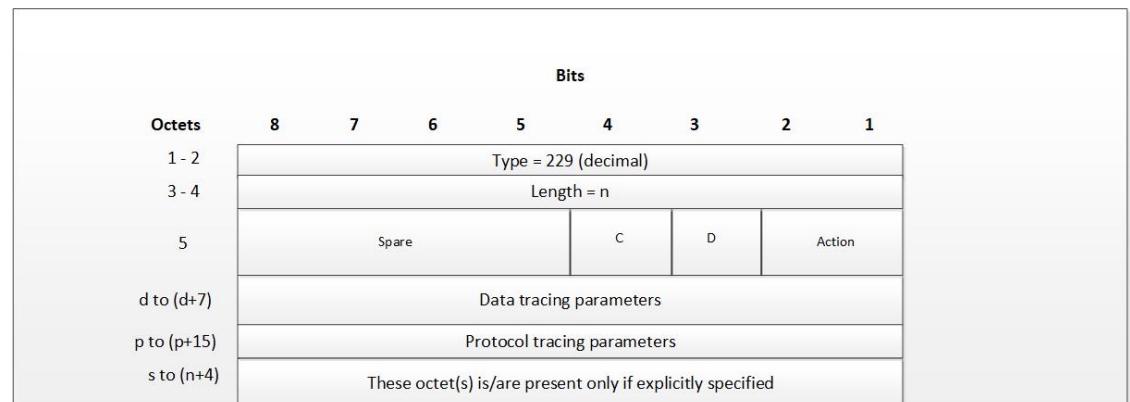 Bits
Octets 8 7 6 5 4 3 2 1
1 - 2 Type = 229 (decimal)
3 - 4 Length = n
5 Spare C D Action
d to (d+7) Data tracing parameters
p to (p+15) Protocol tracing parameters
s to (n+4) These octet(s) is/are present only if explicitly specified